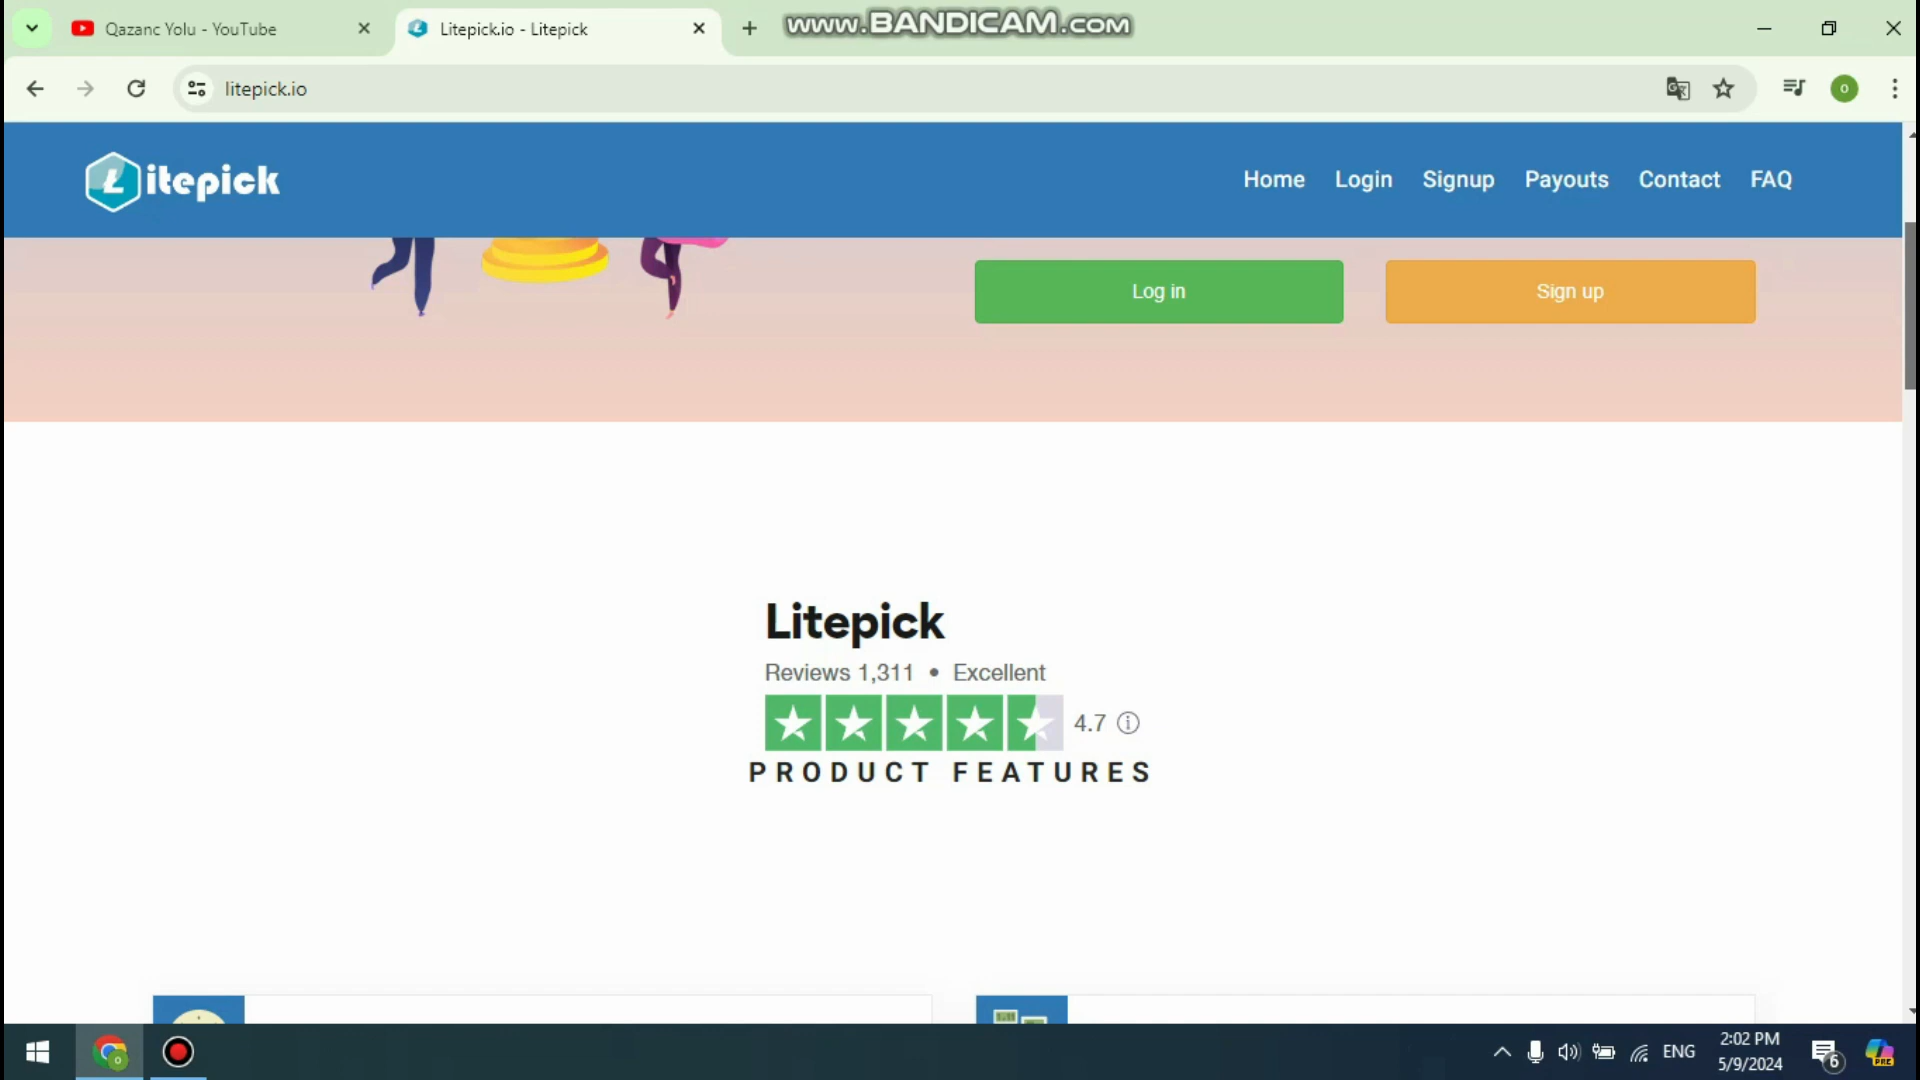 Qazanc Yolu - YouTube
Litepick.io - Litepick
www.BANDICAM.com
litepick.io
Litepick
Home
Login
Signup
Payouts
Contact
FAQ
Log in
Sign up
Litepick
Reviews 1,311 • Excellent
4.7
PRODUCT FEATURES
ENG
2:02 PM
5/9/2024
6